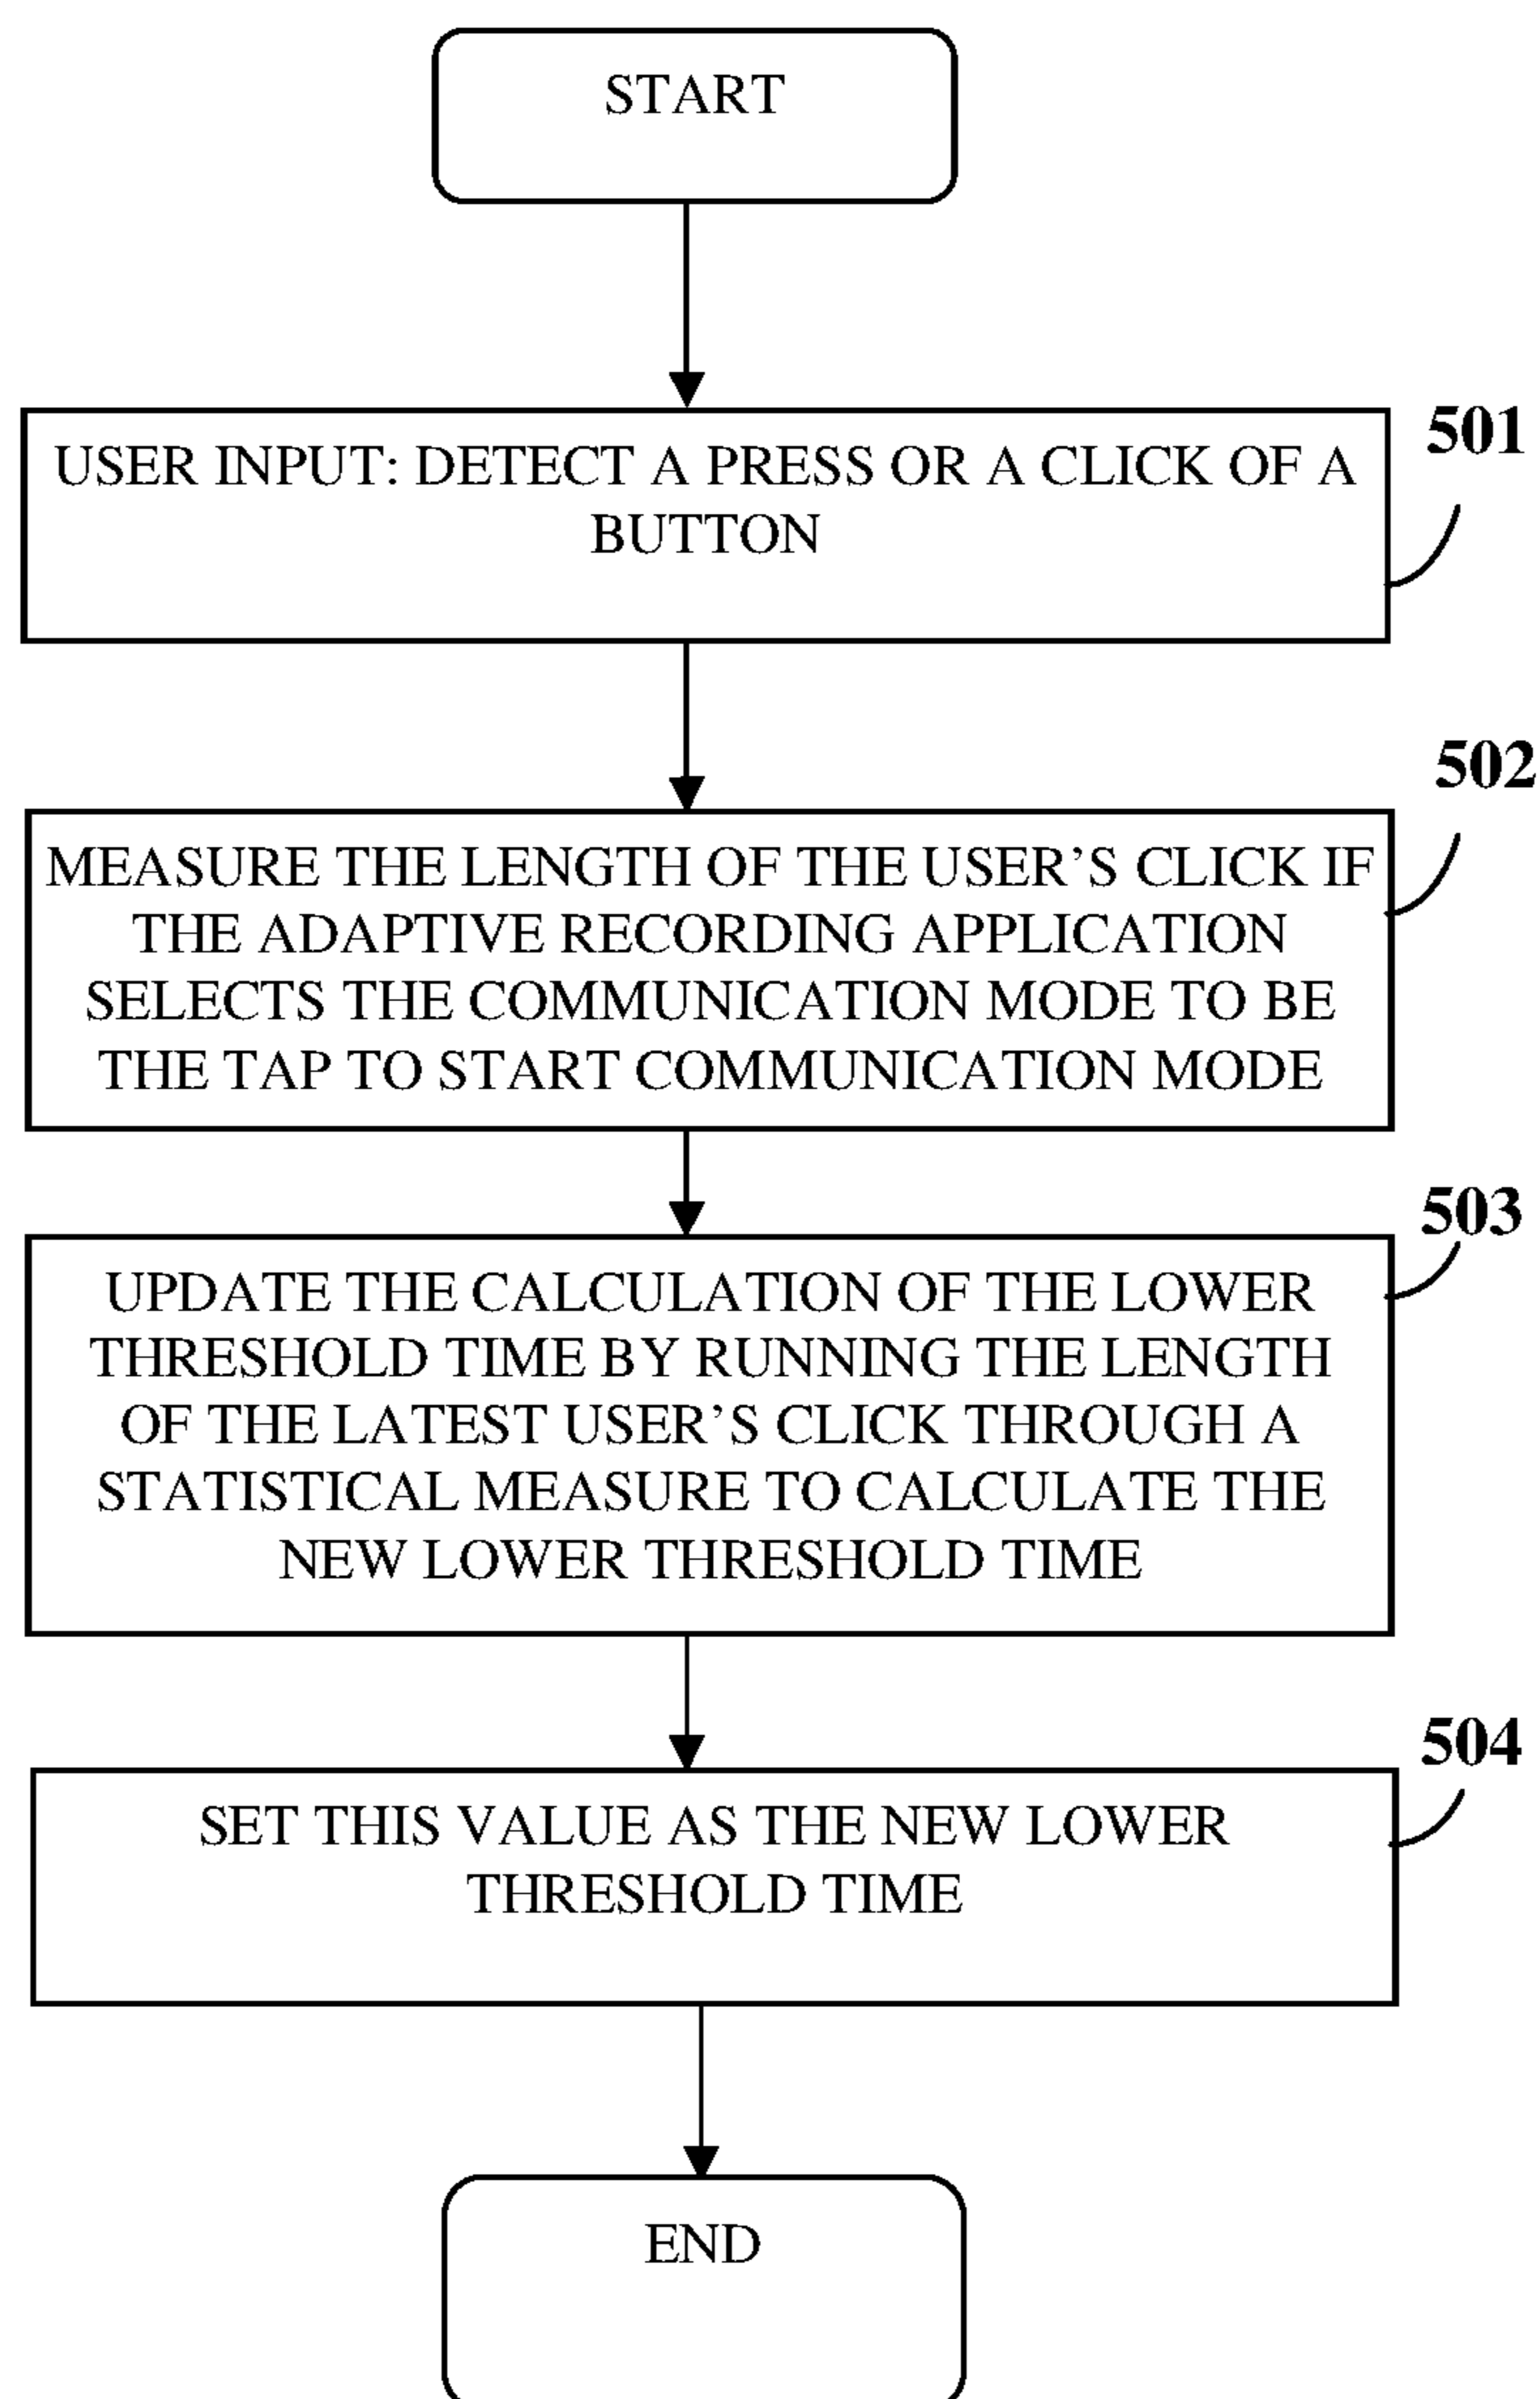 START
501
USER INPUT: DETECT A PRESS OR A CLICK OF A
BUTTON
502
MEASURE THE LENGTH OF THE USER’S CLICK IF
THE ADAPTIVE RECORDING APPLICATION
SELECTS THE COMMUNICATION MODE TO BE
THE TAP TO START COMMUNICATION MODE
503
UPDATE THE CALCULATION OF THE LOWER
THRESHOLD TIME BY RUNNING THE LENGTH
OF THE LATEST USER’S CLICK THROUGH A
STATISTICAL MEASURE TO CALCULATE THE
NEW LOWER THRESHOLD TIME
504
SET THIS VALUE AS THE NEW LOWER
THRESHOLD TIME
END